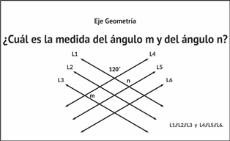 Eje Geometría
¿Cuál es la medida del ángulo m y del ángulo n?
L1 L4
L2 120° L5
L3 n L6
m
L1//L2//L3 y L4//L5//L6.